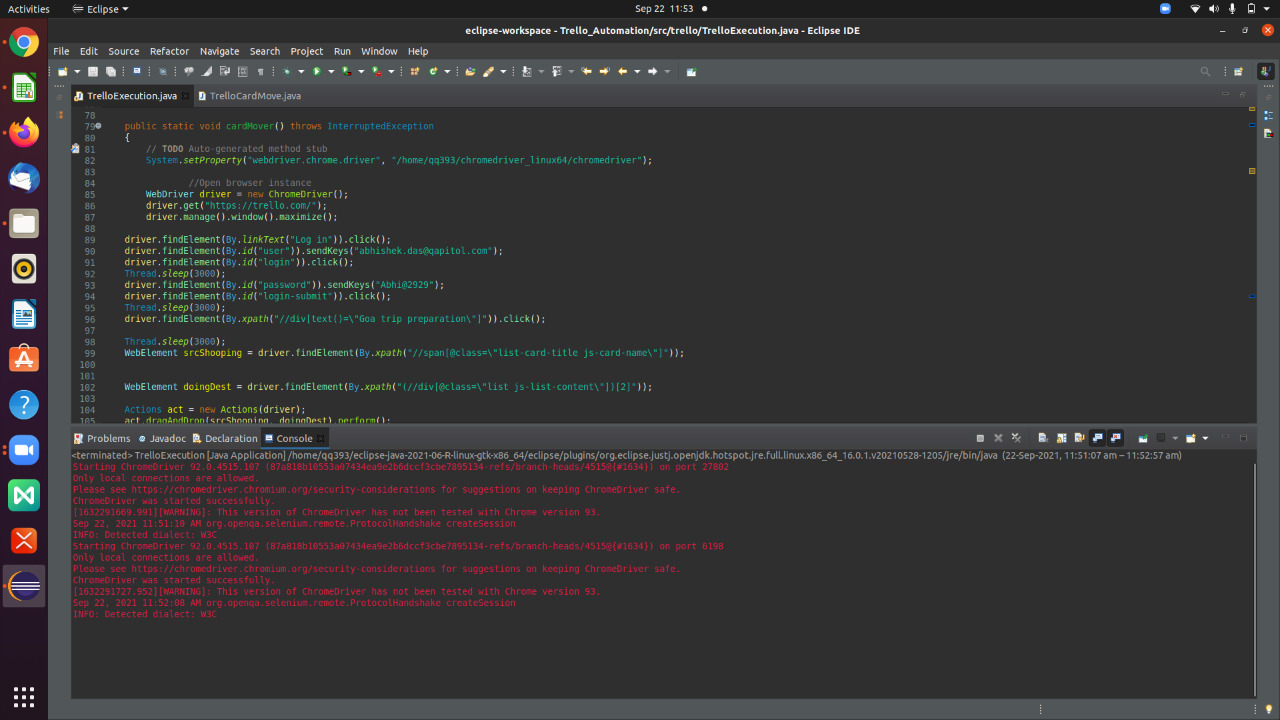 Activities
Eclipse
Sep 22 11:53
eclipse-workspace - Trello_Automation/src/trello/TrelloExecution.java - Eclipse IDE
File Edit Source Refactor Navigate Search Project Run Window Help
TrelloExecution.java
TrelloCardMove.java
78
79 public static void cardMover() throws InterruptedException
80 {
81 // TODO Auto-generated method stub
82 System.setProperty("webdriver.chrome.driver", "/home/qq393/chromedriver_linux64/chromedriver");
83
84 //Open browser instance
85 WebDriver driver = new ChromeDriver();
86 driver.get("https://trello.com/");
87 driver.manage().window().maximize();
88
89 driver.findElement(By.linkText("Log in")).click();
90 driver.findElement(By.id("user")).sendKeys("abhishek.das@qapitol.com");
91 driver.findElement(By.id("login")).click();
92 Thread.sleep(3000);
93 driver.findElement(By.id("password")).sendKeys("Abhi@2929");
94 driver.findElement(By.id("login-submit")).click();
95 Thread.sleep(3000);
96 driver.findElement(By.xpath("//div[text()=\"Goa trip preparation\"]")).click();
97
98 Thread.sleep(3000);
99 WebElement srcShooping = driver.findElement(By.xpath("//span[@class=\"list-card-title js-card-name\"]"));
100
101
102 WebElement doingDest = driver.findElement(By.xpath("(//div[@class=\"list js-list-content\"])[2]"));
103
104 Actions act = new Actions(driver);
105 act.dragAndDrop(srcShooping, doingDest).perform();
Problems
Javadoc
Declaration
Console
<terminated> TrelloExecution [Java Application] /home/qq393/eclipse-java-2021-06-R-linux-gtk-x86_64/eclipse/plugins/org.eclipse.justj.openjdk.hotspot.jre.full.linux.x86_64_16.0.1.v20210528-1205/jre/bin/java (22-Sep-2021, 11:51:07 am – 11:52:57 am)
Starting ChromeDriver 92.0.4515.107 (87a818b10553a07434ea9e2b6dccf3cbe7895134-refs/branch-heads/4515@{#1634}) on port 27802
Only local connections are allowed.
Please see https://chromedriver.chromium.org/security-considerations for suggestions on keeping ChromeDriver safe.
ChromeDriver was started successfully.
[1632291669.991][WARNING]: This version of ChromeDriver has not been tested with Chrome version 93.
Sep 22, 2021 11:51:10 AM org.openqa.selenium.remote.ProtocolHandshake createSession
INFO: Detected dialect: W3C
Starting ChromeDriver 92.0.4515.107 (87a818b10553a07434ea9e2b6dccf3cbe7895134-refs/branch-heads/4515@{#1634}) on port 6198
Only local connections are allowed.
Please see https://chromedriver.chromium.org/security-considerations for suggestions on keeping ChromeDriver safe.
ChromeDriver was started successfully.
[1632291727.952][WARNING]: This version of ChromeDriver has not been tested with Chrome version 93.
Sep 22, 2021 11:52:08 AM org.openqa.selenium.remote.ProtocolHandshake createSession
INFO: Detected dialect: W3C